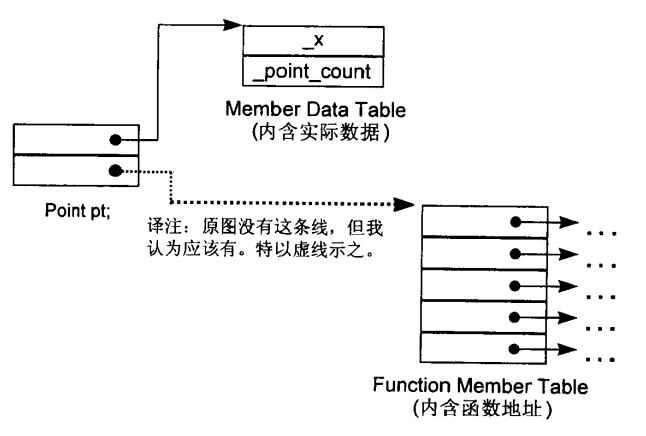 _x
_point_count
Member Data Table
(内含实际数据)
Point pt;
译注：原图没有这条线，但我
认为应该有。特以虚线示之。
...
...
...
...
...
Function Member Table
(内含函数地址)